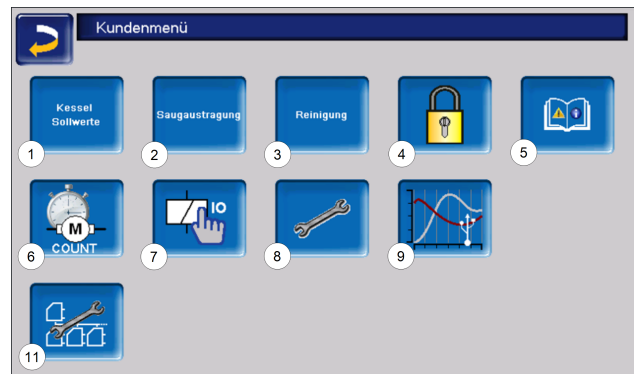 Kundenmenü
Kessel
Sollwerte
Saugaustragung
Reinigung
1
2
3
4
5
IO
M
COUNT
6
7
8
9
11